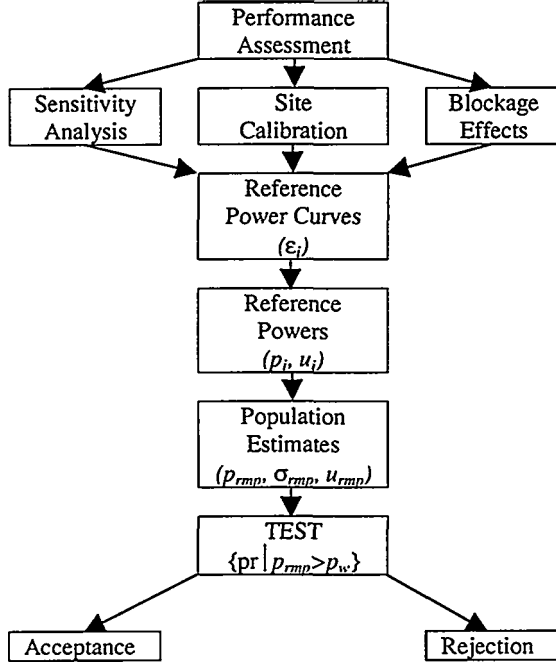 Performance
Assessment
Sensitivity
Analysis
Site
Calibration
Blockage
Effects
Reference
Power Curves
(εi)
Reference
Powers
(pi, ui)
Population
Estimates
(prmp, σrmp, urmp)
TEST
{pr|prmp>pw}
Acceptance
Rejection